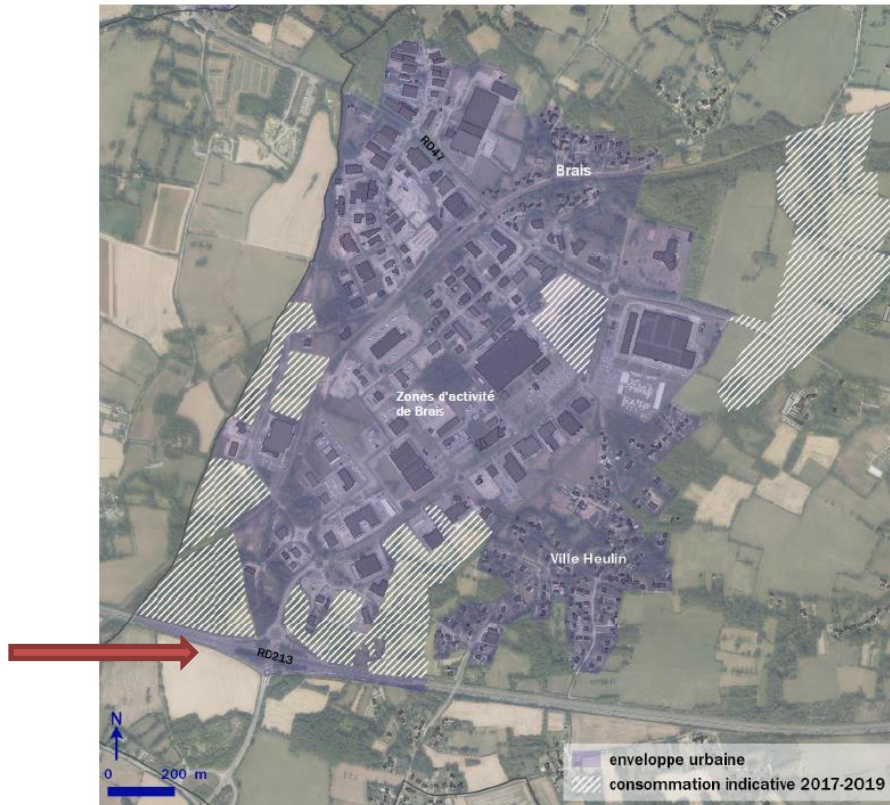 RD47
Brais
Zones d'activité
de Brais
Ville Heulin
RD213
N
0 200 m
enveloppe urbaine
consommation indicative 2017-2019